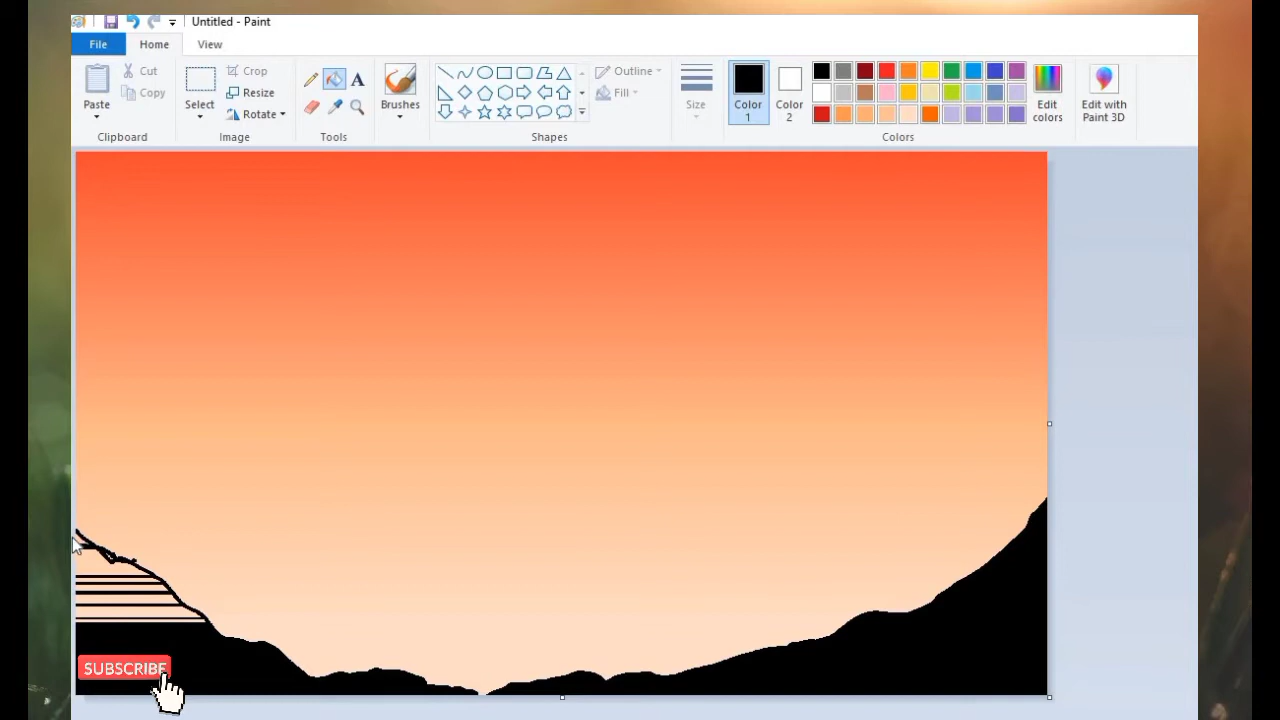 Untitled - Paint
File Home View
Paste
Cut
Copy
Clipboard
Select
Crop
Resize
Rotate
Image
A
Tools
Brushes
Outline
Fill
Shapes
Size
Color
1
Color
2
Edit
colors
Colors
Edit with
Paint 3D
SUBSCRIBE